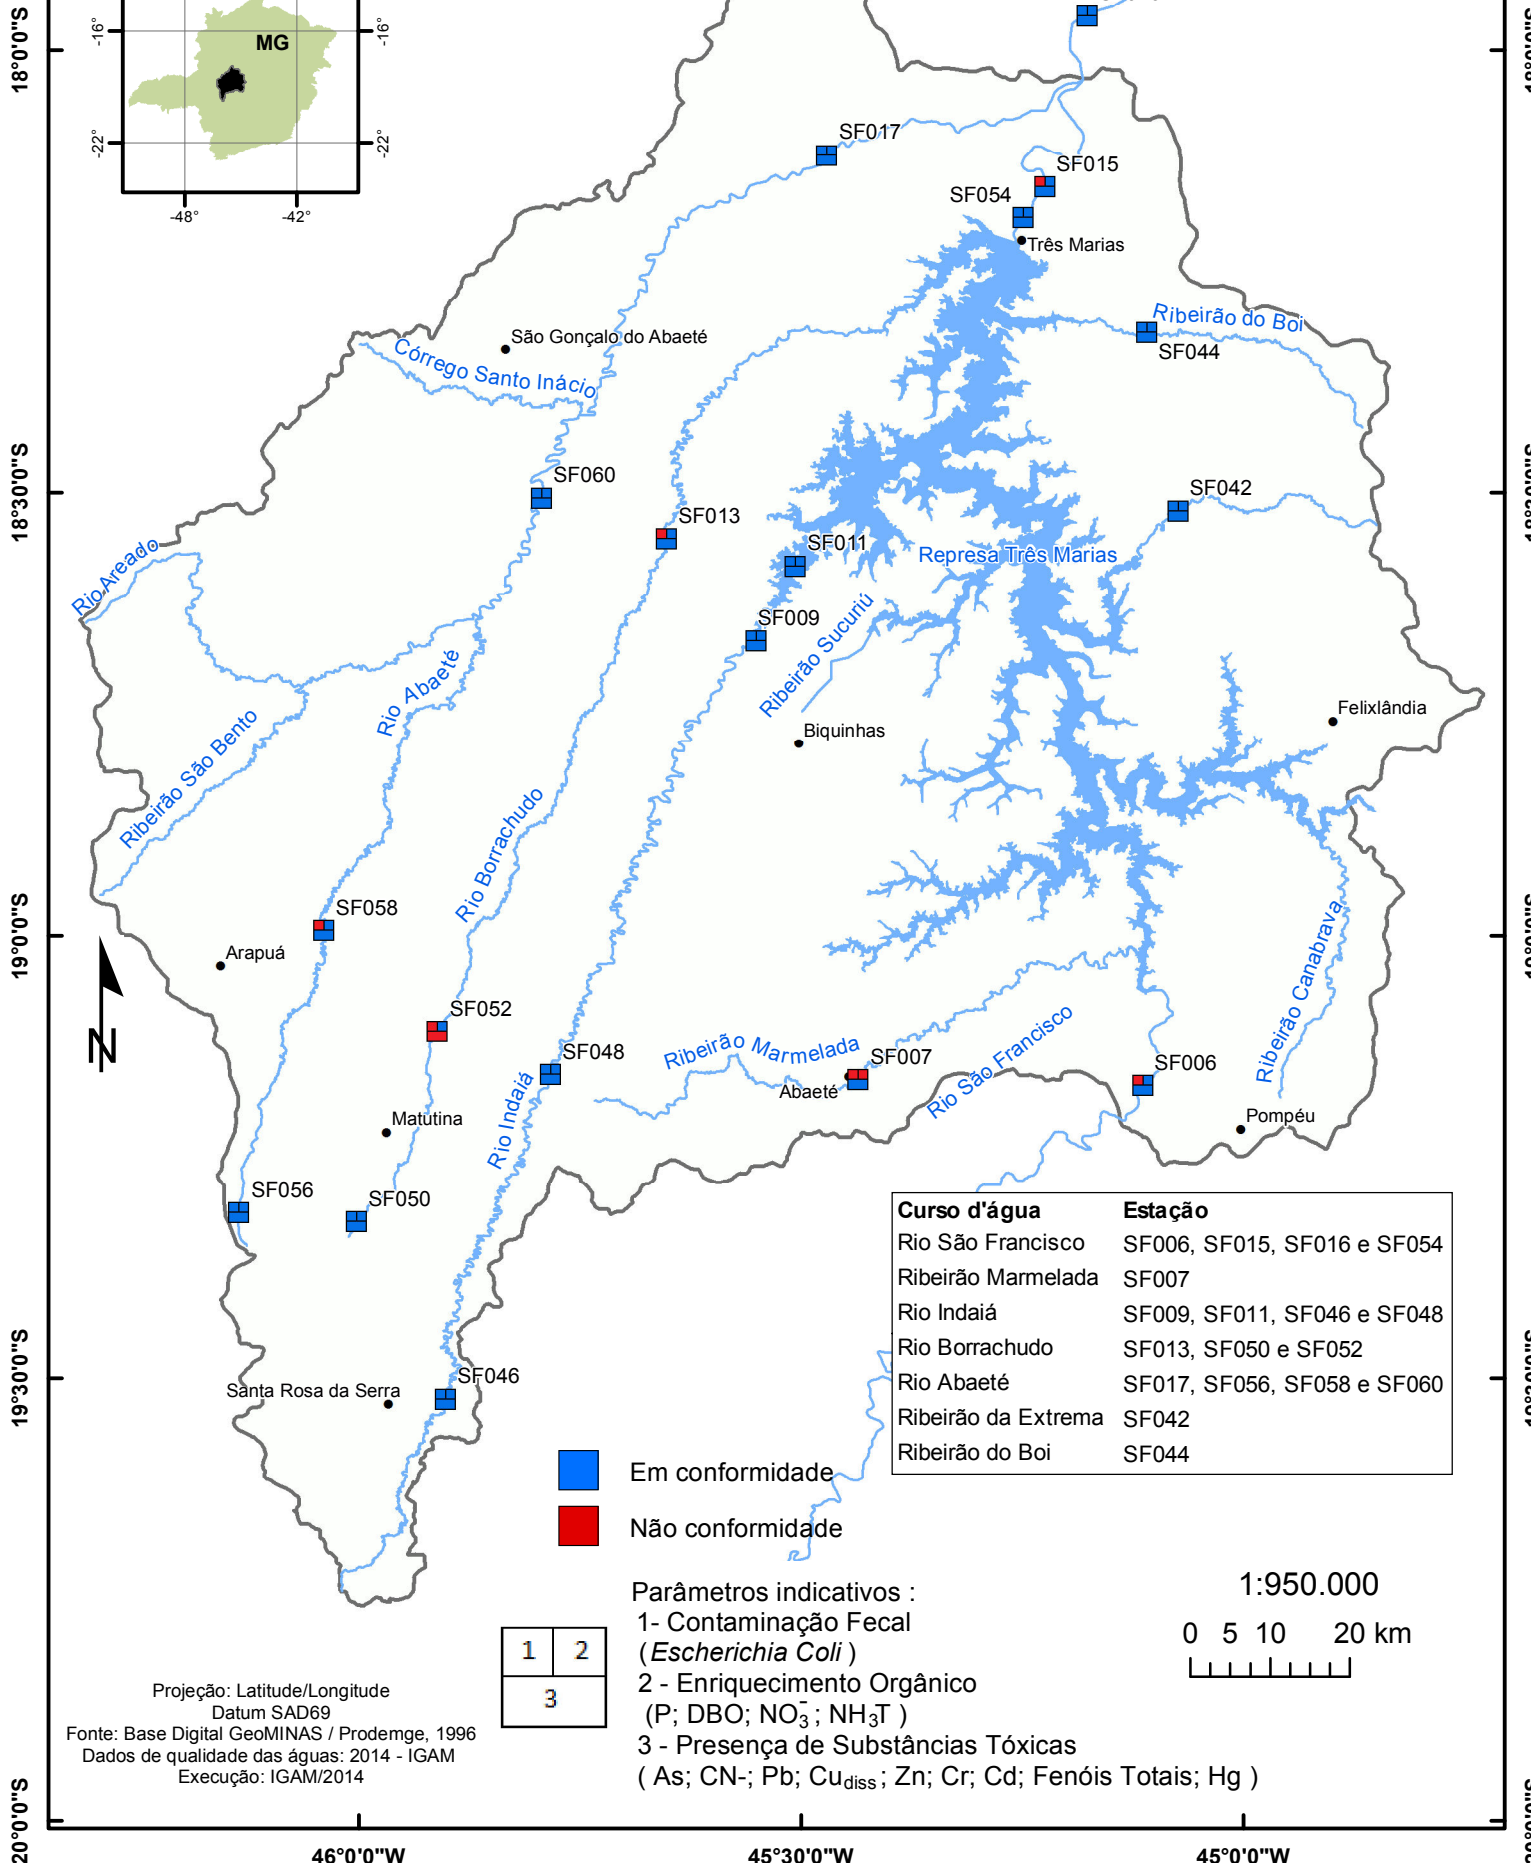 18°0'0"S
-16°
MG
-16°
-22°
-22°
-48°
-42°
SF017
SF015
SF054
Três Marias
Ribeirão do Boi
SF044
São Gonçalo do Abaeté
Córrego Santo Inácio
18°30'0"S
SF060
SF042
SF013
SF011
Represa Três Marias
Rio Areado
SF009
Ribeirão Sucuriú
Rio Abaeté
Ribeirão São Bento
Biquinhas
Felixlândia
Rio Borrachudo
SF058
Arapuá
19°0'0"S
Ribeirão Canabrava
N
SF052
SF048
Ribeirão Marmelada
SF007
Rio São Francisco
SF006
Abaeté
Pompéu
Matutina
Rio Indaiá
SF056
SF050
Curso d'água Estação
Rio São Francisco SF006, SF015, SF016 e SF054
Ribeirão Marmelada SF007
Rio Indaiá SF009, SF011, SF046 e SF048
Rio Borrachudo SF013, SF050 e SF052
Rio Abaeté SF017, SF056, SF058 e SF060
Ribeirão da Extrema SF042
Ribeirão do Boi SF044
19°30'0"S
SF046
Santa Rosa da Serra
Em conformidade
Não conformidade
Parâmetros indicativos :
1- Contaminação Fecal
(Escherichia Coli )
2 - Enriquecimento Orgânico
(P; DBO; NO₃⁻; NH₃T )
3 - Presença de Substâncias Tóxicas
( As; CN-; Pb; Cu diss; Zn; Cr; Cd; Fenóis Totais; Hg )
1 2
3
1:950.000
0 5 10 20 km
Projeção: Latitude/Longitude
Datum SAD69
Fonte: Base Digital GeoMINAS / Prodemge, 1996
Dados de qualidade das águas: 2014 - IGAM
Execução: IGAM/2014
20°0'0"S
46°0'0"W
45°30'0"W
45°0'0"W